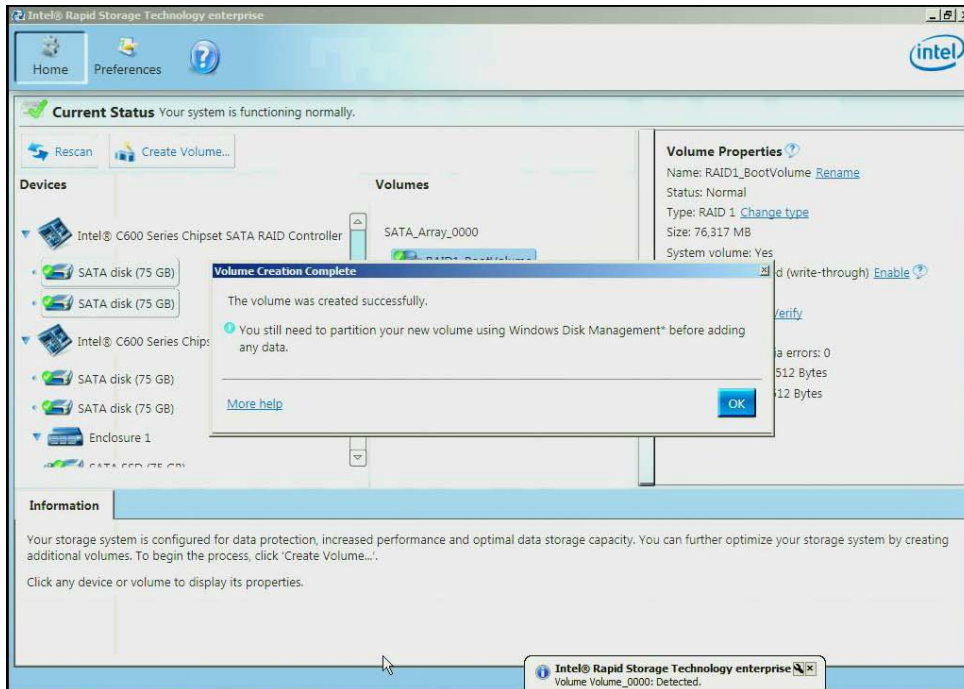 Intel® Rapid Storage Technology enterprise
Home
Preferences
intel
Current Status Your system is functioning normally.
Rescan
Create Volume...
Devices
Intel® C600 Series Chipset SATA RAID Controller
SATA disk (75 GB)
SATA disk (75 GB)
Intel® C600 Series Chips
SATA disk (75 GB)
SATA disk (75 GB)
Enclosure 1
SATA SSD (75 GB)
Volumes
SATA_Array_0000
RAID1_BootVolume
Volume Properties
Name: RAID1_BootVolume Rename
Status: Normal
Type: RAID 1 Change type
Size: 76,317 MB
System volume: Yes
d (write-through) Enable
Verify
ia errors: 0
512 Bytes
12 Bytes
Volume Creation Complete
The volume was created successfully.
You still need to partition your new volume using Windows Disk Management* before adding
any data.
More help
OK
Information
Your storage system is configured for data protection, increased performance and optimal data storage capacity. You can further optimize your storage system by creating
additional volumes. To begin the process, click 'Create Volume...'.
Click any device or volume to display its properties.
Intel® Rapid Storage Technology enterprise
Volume Volume_0000: Detected.